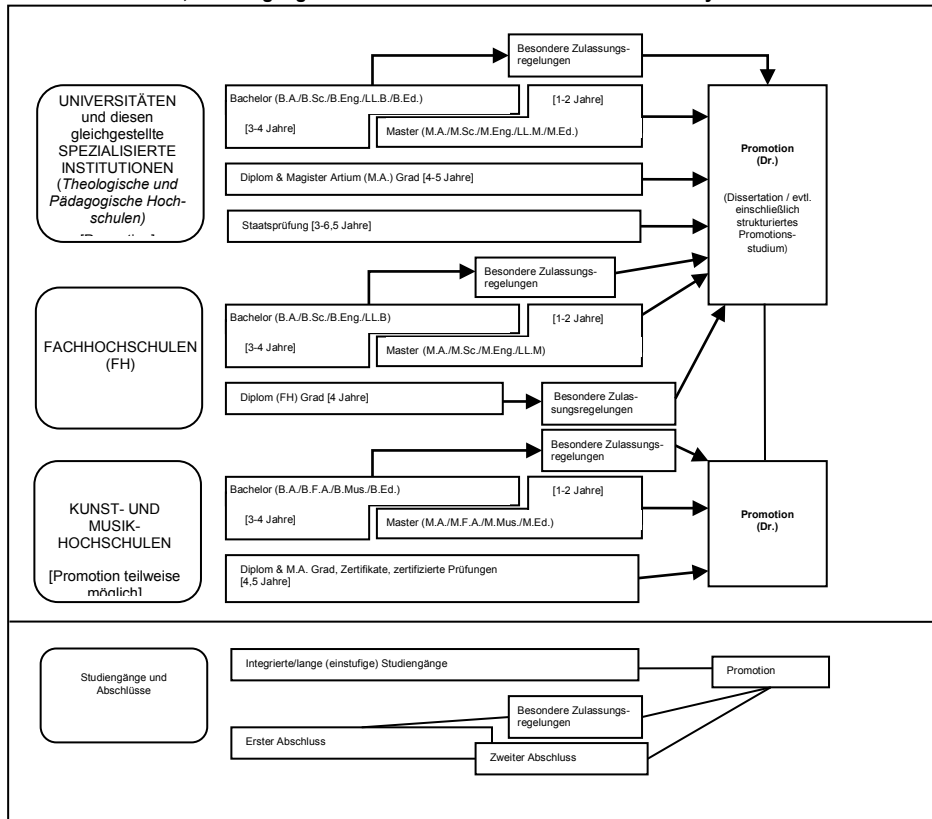 Besondere Zulassungs-
regelungen
UNIVERSITÄTEN
und diesen
gleichgestellte
SPEZIALISIERTE
INSTITUTIONEN
(Theologische und
Pädagogische Hoch-
schulen)
Bachelor (B.A./B.Sc./B.Eng./LL.B./B.Ed.)
[3-4 Jahre]
[1-2 Jahre]
Master (M.A./M.Sc./M.Eng./LL.M./M.Ed.)
Diplom & Magister Artium (M.A.) Grad [4-5 Jahre]
Staatsprüfung [3-6,5 Jahre]
Promotion
(Dr.)
(Dissertation / evtl.
einschließlich
strukturiertes
Promotions-
studium)
Besondere Zulassungs-
regelungen
FACHHOCHSCHULEN
(FH)
Bachelor (B.A./B.Sc./B.Eng./LL.B)
[3-4 Jahre]
[1-2 Jahre]
Master (M.A./M.Sc./M.Eng./LL.M)
Diplom (FH) Grad [4 Jahre]
Besondere Zulas-
sungsregelungen
Besondere Zulassungs-
regelungen
KUNST- UND
MUSIK-
HOCHSCHULEN
[Promotion teilweise
möglich]
Bachelor (B.A./B.F.A./B.Mus./B.Ed.)
[3-4 Jahre]
[1-2 Jahre]
Master (M.A./M.F.A./M.Mus./M.Ed.)
Diplom & M.A. Grad, Zertifikate, zertifizierte Prüfungen
[4,5 Jahre]
Promotion
(Dr.)
Studiengänge und
Abschlüsse
Integrierte/lange (einstufige) Studiengänge
Promotion
Besondere Zulassungs-
regelungen
Erster Abschluss
Zweiter Abschluss